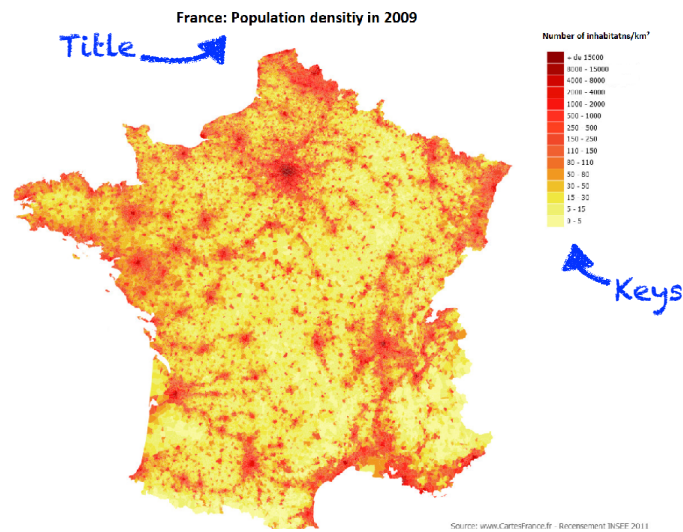 France: Population densitiy in 2009
Title
Number of inhabitatns/km²
+ de 15000
8000 - 15000
4000 - 8000
2000 - 4000
1000 - 2000
500 - 1000
250 - 500
150 - 250
110 - 150
80 - 110
50 - 80
30 - 50
15 - 30
5 - 15
0 - 5
Keys
Source: www.CartesFrance.fr - Recensement INSEE 2011